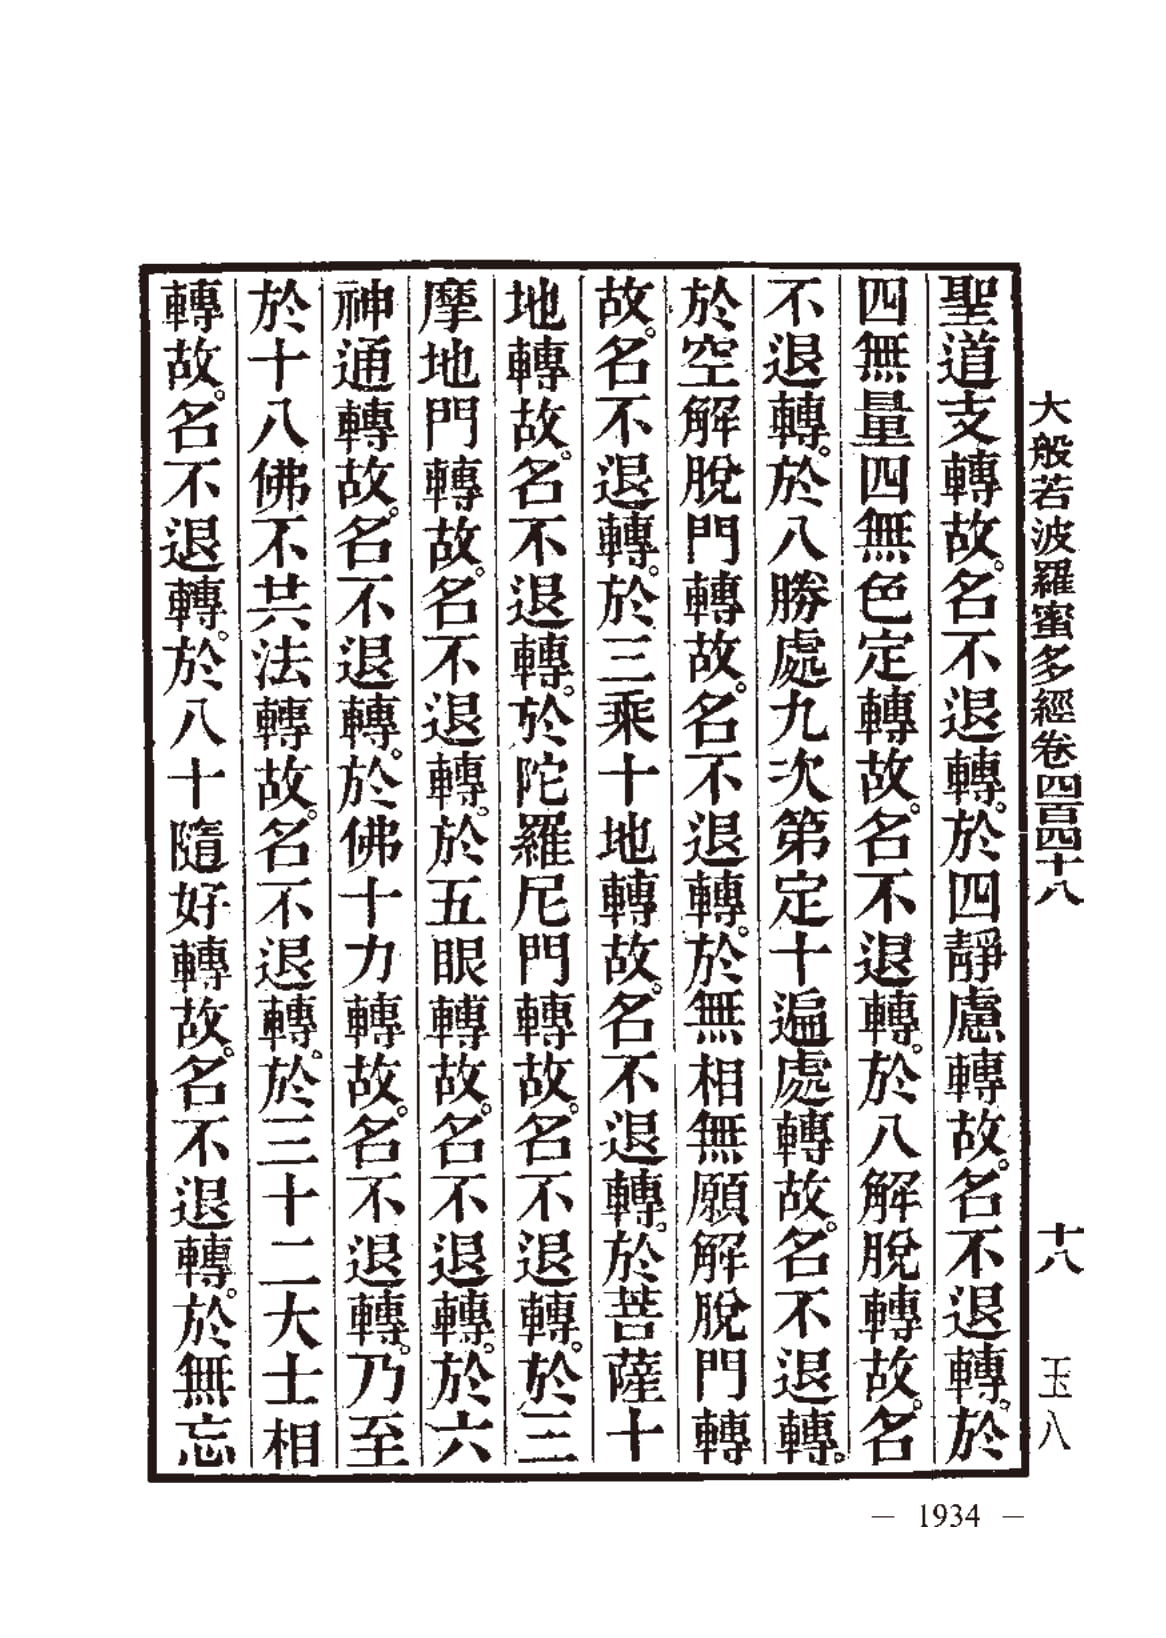 大般若波羅蜜多經卷四百四十八 十八 玉八
聖道支轉故。名不退轉。於四靜慮轉故。名不退轉。於
四無量四無色定轉故。名不退轉。於八解脫轉故。名
不退轉。於八勝處九次第定十遍處轉故。名不退轉。
於空解脫門轉故。名不退轉。於無相無願解脫門轉
故。名不退轉。於三乘十地轉故。名不退轉。於菩薩十
地轉故。名不退轉。於陀羅尼門轉故。名不退轉。於三
摩地門轉故。名不退轉。於五眼轉故。名不退轉。於六
神通轉故。名不退轉。於佛十力轉故。名不退轉。乃至
於十八佛不共法轉故。名不退轉。於三十二大士相
轉故。名不退轉。於八十隨好轉故。名不退轉。於無忘
— 1934 —